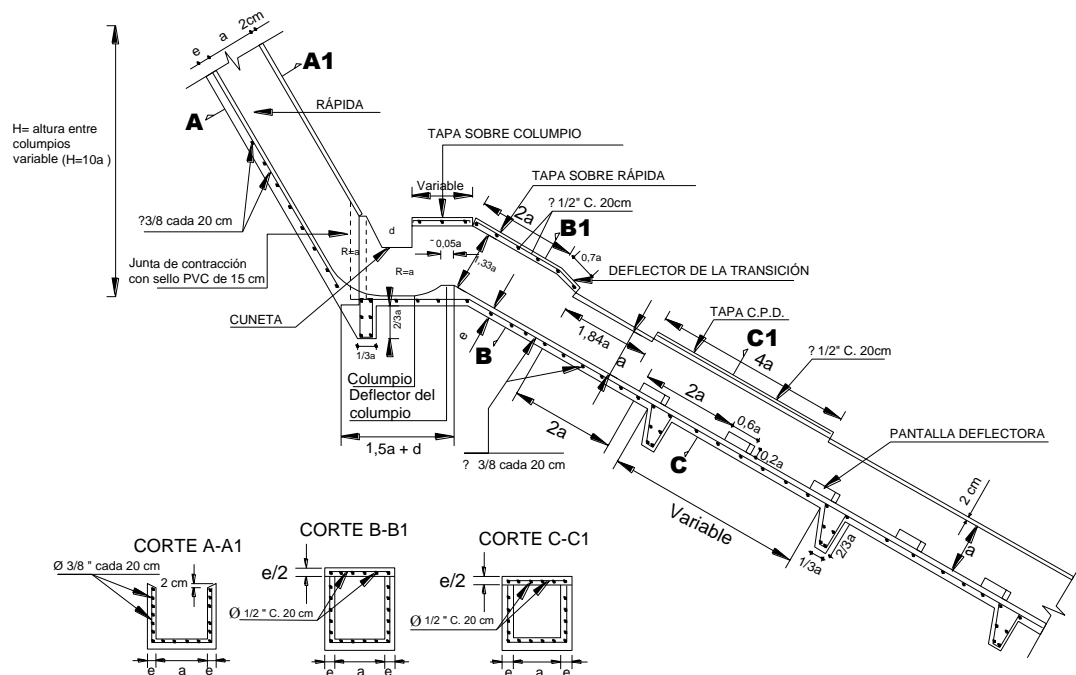 e
a
2cm
A1
A
RÁPIDA
H= altura entre
columpios
variable (H=10a )
TAPA SOBRE COLUMPIO
Variable
TAPA SOBRE RÁPIDA
? 1/2" C. 20cm
2a
B1
0,7a
DEFLECTOR DE LA TRANSICIÓN
?3/8 cada 20 cm
d
R=a
0,05a
1,33a
R=a
Junta de contracción
con sello PVC de 15 cm
CUNETA
2/3a
1/3a
e
B
1,84a
a
TAPA C.P.D.
C1
4a
? 1/2" C. 20cm
Columpio
Deflector del
columpio
1,5a + d
2a
? 3/8 cada 20 cm
2a
0,6a
0,2a
C
PANTALLA DEFLECTORA
Variable
2 cm
a
1/3a
2/3a
CORTE A-A1
Ø 3/8 " cada 20 cm
2 cm
e
a
e
CORTE B-B1
e/2
Ø 1/2 " C. 20 cm
e
a
e
CORTE C-C1
e/2
Ø 1/2 " C. 20 cm
e
a
e